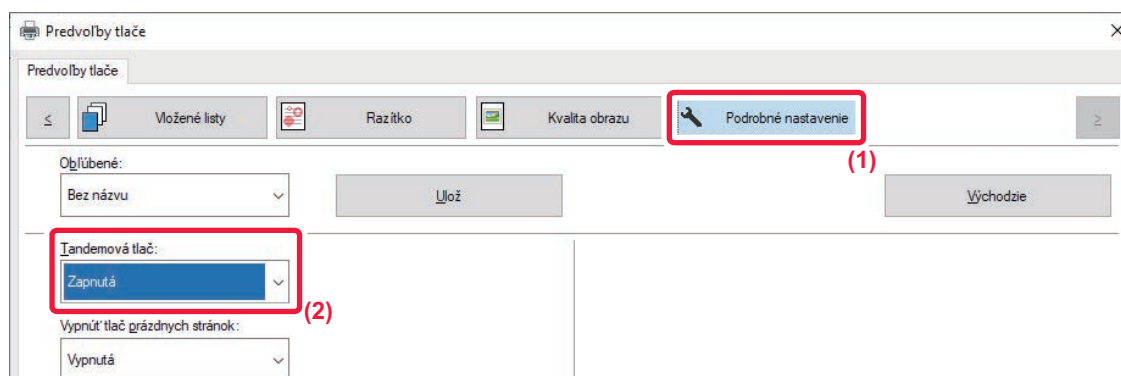 Predvoľby tlače
Predvoľby tlače
≤ Vložené listy Razítko Kvalita obrazu Podrobné nastavenie ≥
(1)
Obľúbené:
Bez názvu Ulož Východzie
Tandemová tlač:
Zapnutá
(2)
Vypnúť tlač prázdnych stránok:
Vypnutá